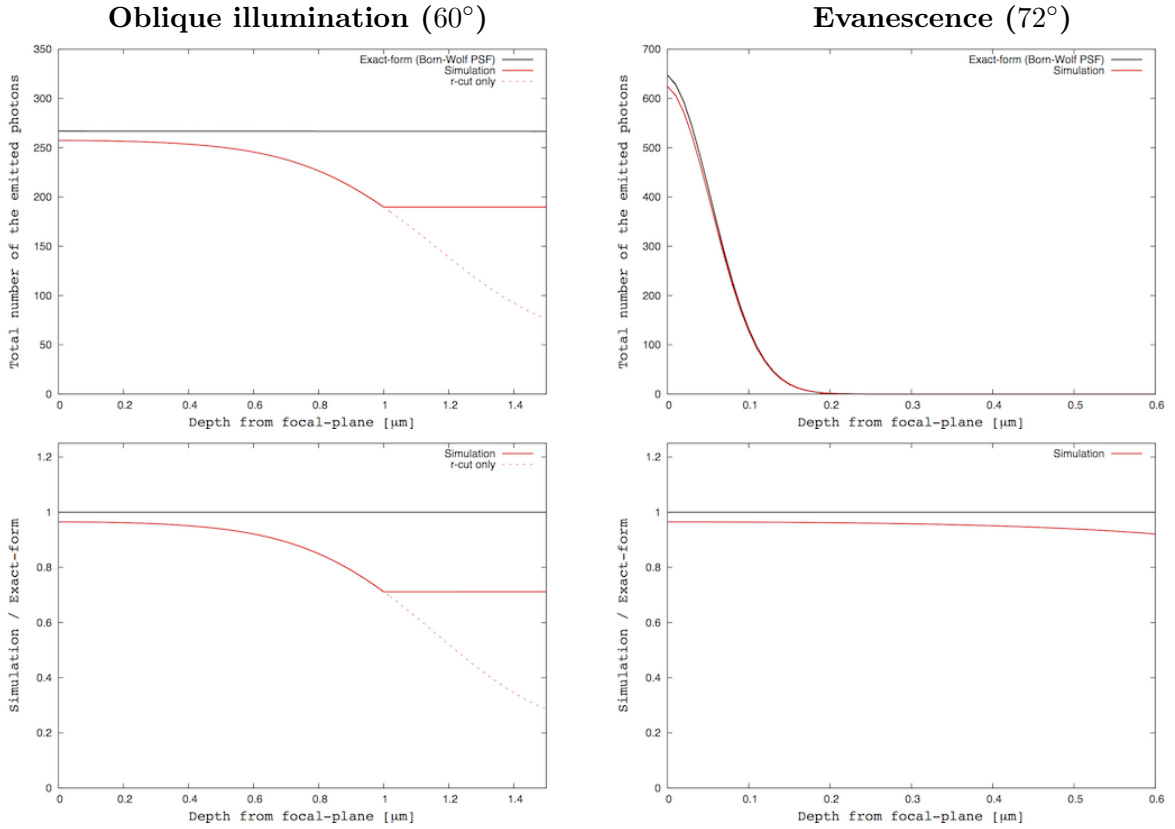 Oblique illumination (60°)
Total number of the emitted photons
350
300
250
200
150
100
50
0
Exact-form (Born-Wolf PSF)
Simulation
r-cut only
0 0.2 0.4 0.6 0.8 1 1.2 1.4
Depth from focal-plane [μm]
Evanescence (72°)
Total number of the emitted photons
700
600
500
400
300
200
100
0
Exact-form (Born-Wolf PSF)
Simulation
0 0.1 0.2 0.3 0.4 0.5 0.6
Depth from focal-plane [μm]
Simulation / Exact-form
1.2
1
0.8
0.6
0.4
0.2
0
Simulation
r-cut only
0 0.2 0.4 0.6 0.8 1 1.2 1.4
Depth from focal-plane [μm]
Simulation / Exact-form
1.2
1
0.8
0.6
0.4
0.2
0
Simulation
0 0.1 0.2 0.3 0.4 0.5 0.6
Depth from focal-plane [μm]